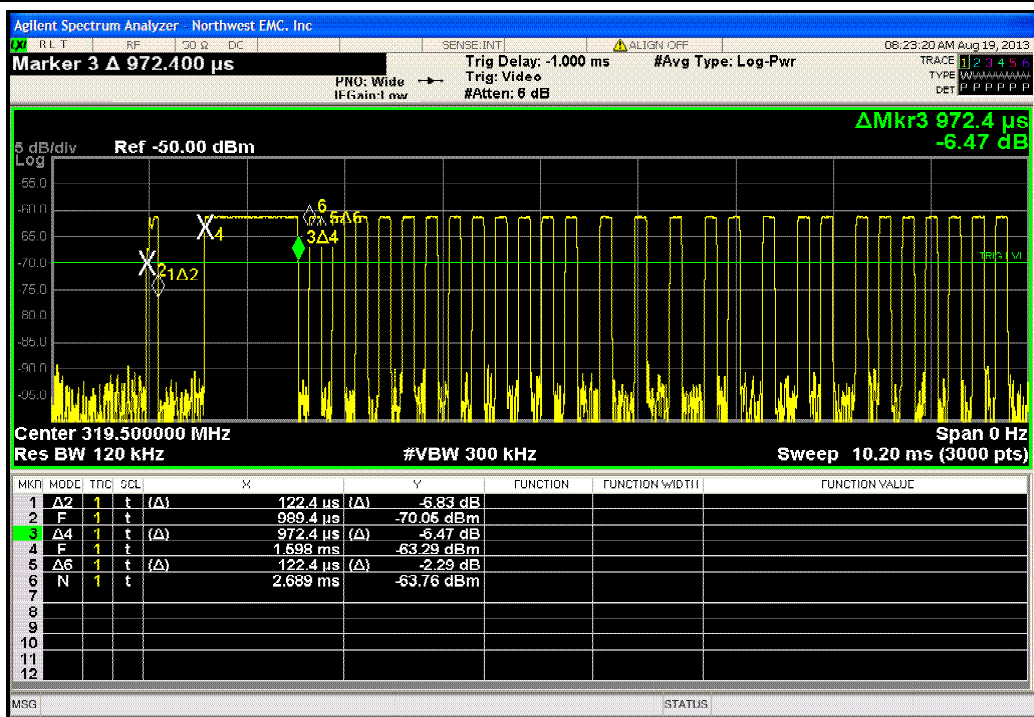 Agilent Spectrum Analyzer - Northwest EMC. Inc
LXI RLT RF 50 Ω DC SENSE:INT ALIGN OFF 08:23:20 AM Aug 19, 2013
Marker 3 Δ 972.400 µs
PNO: Wide
IFGain:Low
Trig Delay: -1.000 ms
Trig: Video
#Atten: 6 dB
#Avg Type: Log-Pwr
TRACE 1 2 3 4 5 6
TYPE WWWWWW
DET P P P P P P
ΔMkr3 972.4 µs
-6.47 dB
5 dB/div Ref -50.00 dBm
Log
-55.0
-60.0
-65.0
-70.0
-75.0
-80.0
-85.0
-90.0
-95.0
2
1Δ2
4
3Δ4
6
5Δ6
TRIG LVL
Center 319.500000 MHz Span 0 Hz
Res BW 120 kHz #VBW 300 kHz Sweep 10.20 ms (3000 pts)
MKR MODE TRC SCL X Y FUNCTION FUNCTION WIDTH FUNCTION VALUE
1 Δ2 1 t (Δ) 122.4 µs (Δ) -6.83 dB
2 F 1 t 989.4 µs -70.05 dBm
3 Δ4 1 t (Δ) 972.4 µs (Δ) -6.47 dB
4 F 1 t 1.598 ms -63.29 dBm
5 Δ6 1 t (Δ) 122.4 µs (Δ) -2.29 dB
6 N 1 t 2.689 ms -63.76 dBm
7
8
9
10
11
12
MSG STATUS